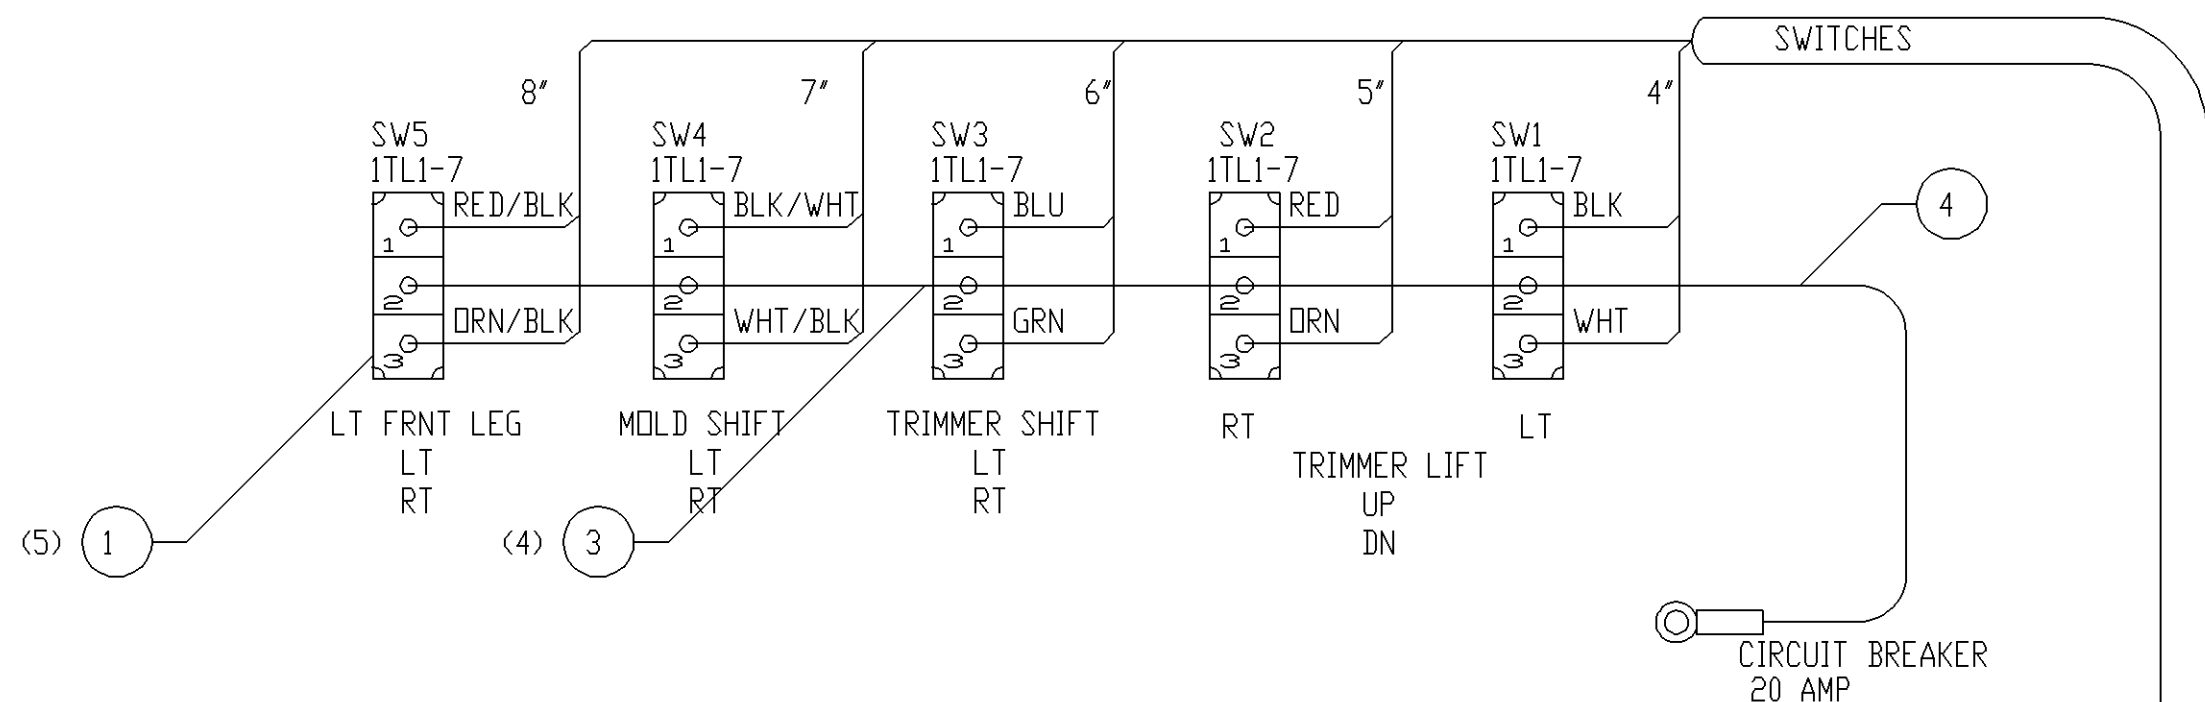 SWITCHES
8" 7" 6" 5" 4"
SW5 SW4 SW3 SW2 SW1
1TL1-7 1TL1-7 1TL1-7 1TL1-7 1TL1-7
RED/BLK BLK/WHT BLU RED BLK 4
1 1 1 1 1
2 2 2 2 2
ORN/BLK WHT/BLK GRN ORN WHT
3 3 3 3 3
LT FRNT LEG MOLD SHIFT TRIMMER SHIFT RT LT
LT LT LT TRIMMER LIFT
RT RT RT UP
(5) 1 (4) 3 DN
CIRCUIT BREAKER
20 AMP